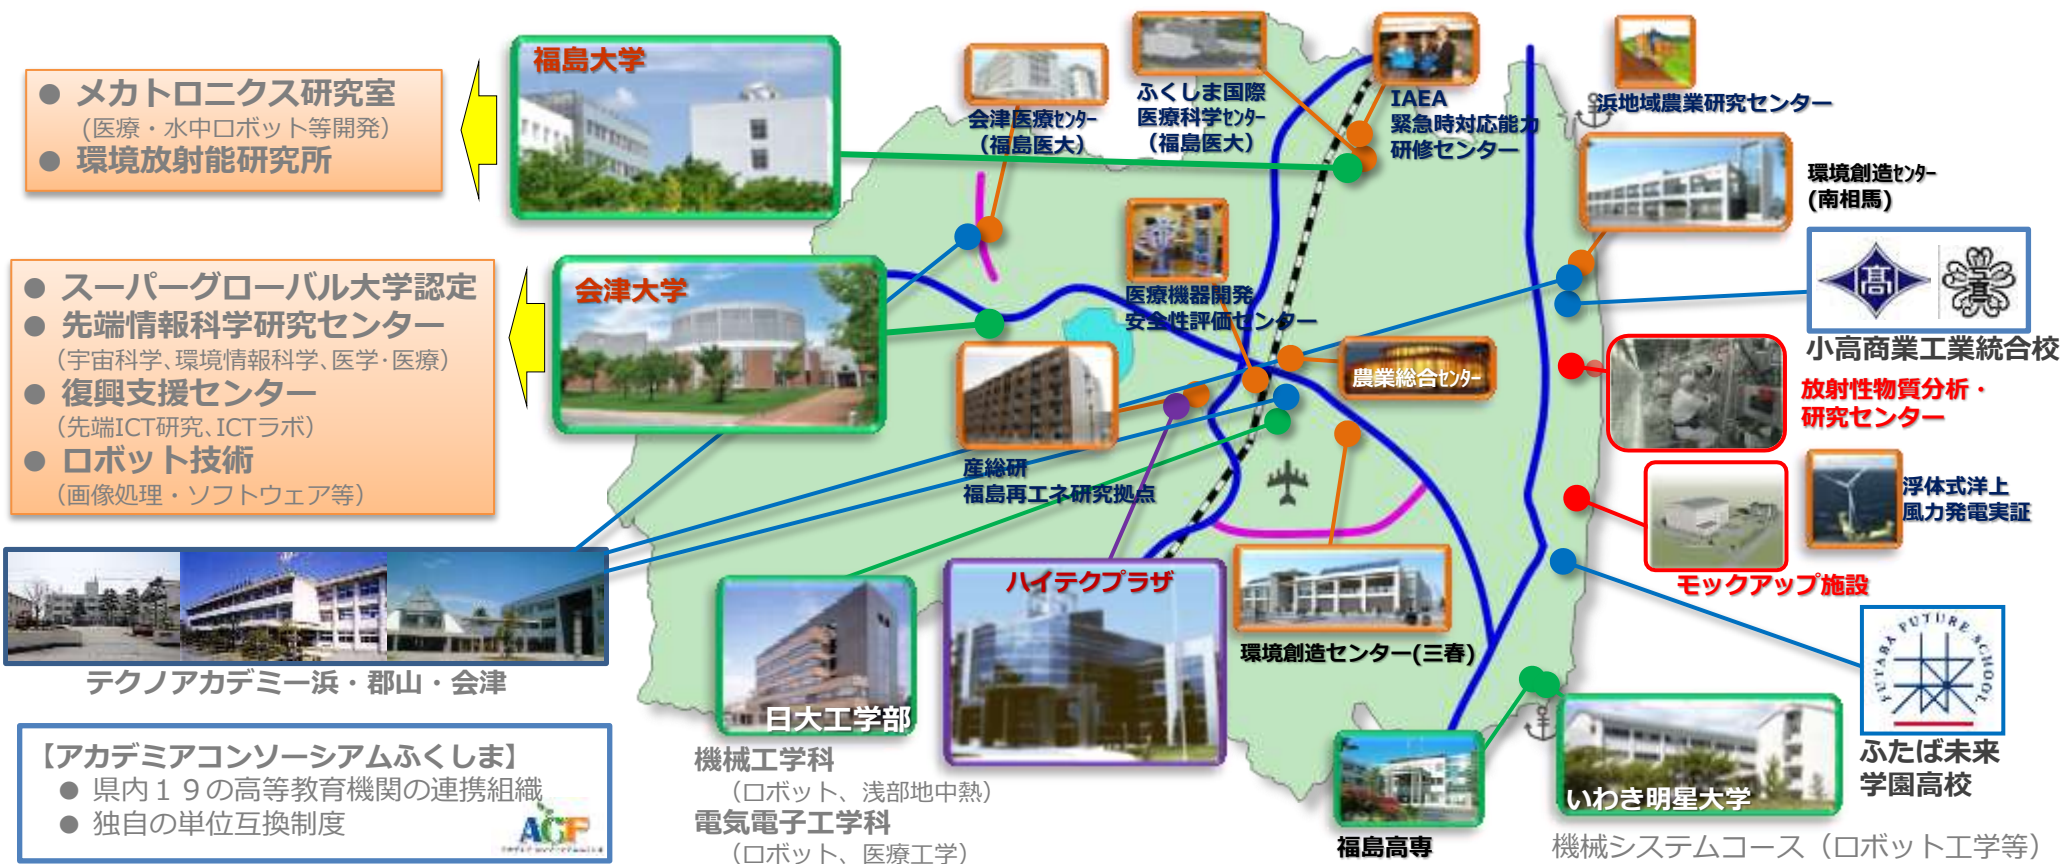 福島大学
● メカトロニクス研究室
(医療・水中ロボット等開発)
● 環境放射能研究所
会津大学
● スーパーグローバル大学認定
● 先端情報科学研究センター
(宇宙科学、環境情報科学、医学・医療)
● 復興支援センター
(先端ICT研究、ICTラボ)
● ロボット技術
(画像処理・ソフトウェア等)
テクノアカデミー浜・郡山・会津
【アカデミアコンソーシアムふくしま】
● 県内１９の高等教育機関の連携組織
● 独自の単位互換制度
ACF
会津医療ｾﾝﾀｰ
(福島医大)
ふくしま国際
医療科学ｾﾝﾀｰ
(福島医大)
IAEA
緊急時対応能力
研修センター
浜地域農業研究センター
環境創造ｾﾝﾀｰ
(南相馬)
高
小高商業工業統合校
医療機器開発
安全性評価センター
農業総合ｾﾝﾀｰ
産総研
福島再エネ研究拠点
放射性物質分析・
研究センター
浮体式洋上
風力発電実証
モックアップ施設
ハイテクプラザ
環境創造センター(三春)
日大工学部
機械工学科
（ロボット、浅部地中熱）
電気電子工学科
（ロボット、医療工学）
FUTABA FUTURE SCHOOL
ふたば未来
学園高校
福島高専
いわき明星大学
機械システムコース（ロボット工学等）